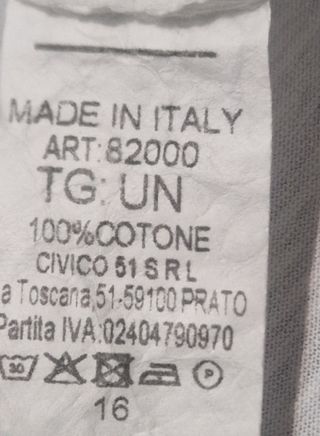 MADE IN ITALY
ART:82000
TG: UN
100%COTONE
CIVICO 51 S R L
a Toscana,51-59100 PRATO
Partita IVA:02404790970
30 P
16